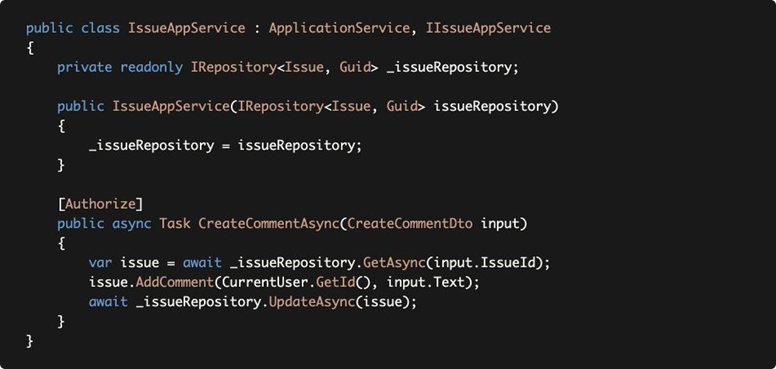 public class IssueAppService : ApplicationService, IIssueAppService
{
    private readonly IRepository<Issue, Guid> _issueRepository;

    public IssueAppService(IRepository<Issue, Guid> issueRepository)
    {
        _issueRepository = issueRepository;
    }

    [Authorize]
    public async Task CreateCommentAsync(CreateCommentDto input)
    {
        var issue = await _issueRepository.GetAsync(input.IssueId);
        issue.AddComment(CurrentUser.GetId(), input.Text);
        await _issueRepository.UpdateAsync(issue);
    }
}